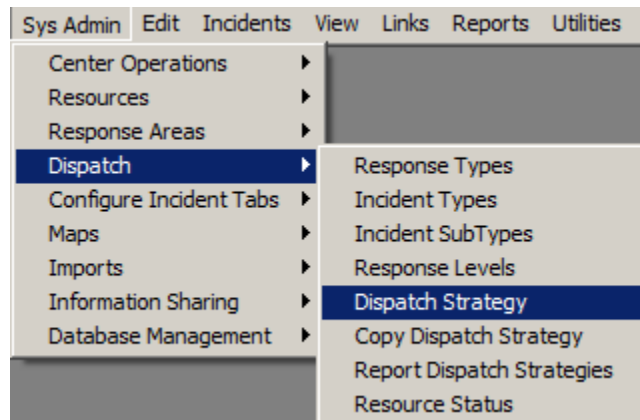 Sys Admin Edit Incidents View Links Reports Utilities
Center Operations
Resources
Response Areas
Dispatch
Configure Incident Tabs
Maps
Imports
Information Sharing
Database Management
Response Types
Incident Types
Incident SubTypes
Response Levels
Dispatch Strategy
Copy Dispatch Strategy
Report Dispatch Strategies
Resource Status